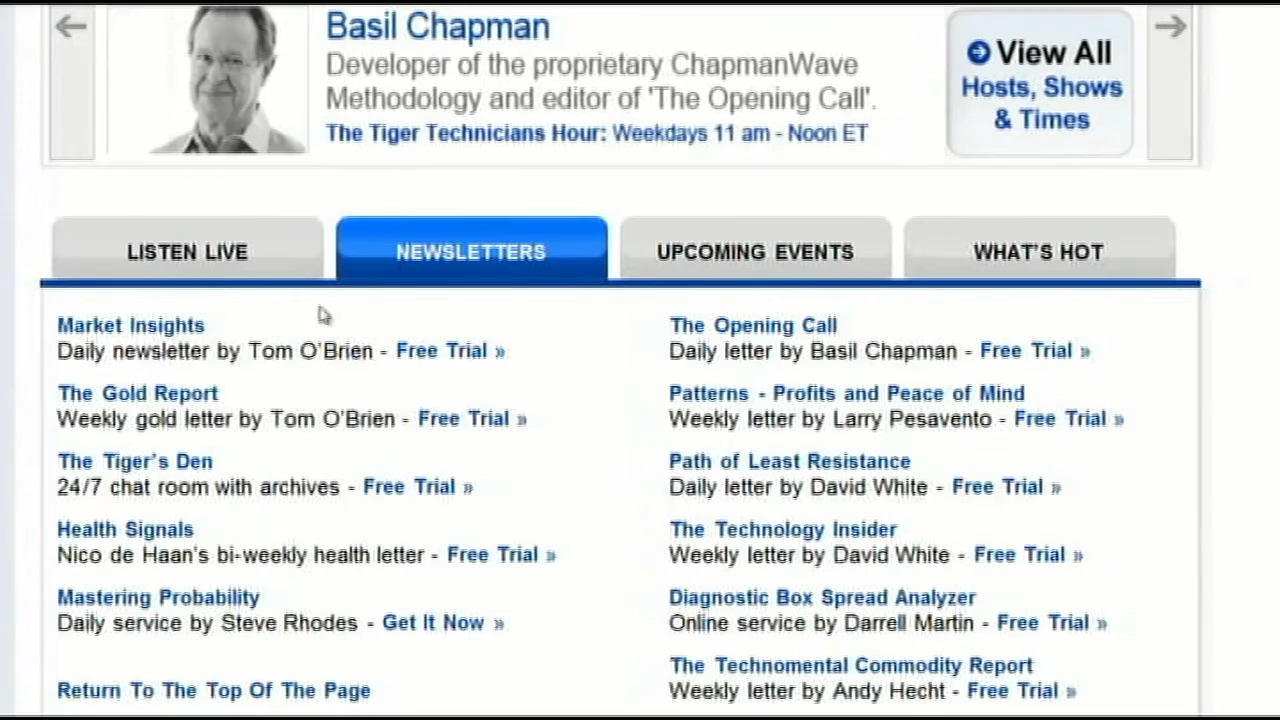 Basil Chapman
Developer of the proprietary ChapmanWave
Methodology and editor of 'The Opening Call'.
The Tiger Technicians Hour: Weekdays 11 am - Noon ET
View All
Hosts, Shows
& Times
LISTEN LIVE
NEWSLETTERS
UPCOMING EVENTS
WHAT'S HOT
Market Insights
Daily newsletter by Tom O'Brien - Free Trial »
The Gold Report
Weekly gold letter by Tom O'Brien - Free Trial »
The Tiger's Den
24/7 chat room with archives - Free Trial »
Health Signals
Nico de Haan's bi-weekly health letter - Free Trial »
Mastering Probability
Daily service by Steve Rhodes - Get It Now »
Return To The Top Of The Page
The Opening Call
Daily letter by Basil Chapman - Free Trial »
Patterns - Profits and Peace of Mind
Weekly letter by Larry Pesavento - Free Trial »
Path of Least Resistance
Daily letter by David White - Free Trial »
The Technology Insider
Weekly letter by David White - Free Trial »
Diagnostic Box Spread Analyzer
Online service by Darrell Martin - Free Trial »
The Technomental Commodity Report
Weekly letter by Andy Hecht - Free Trial »